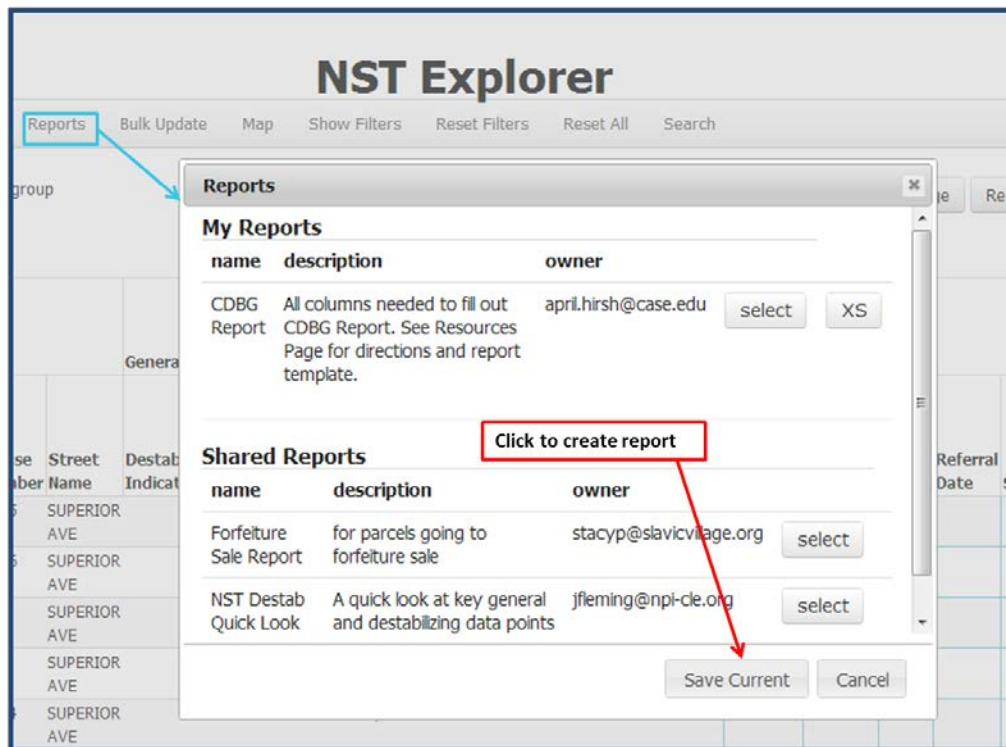 NST Explorer
Reports Bulk Update Map Show Filters Reset Filters Reset All Search
group
Reports
My Reports
name description owner
CDBG Report
All columns needed to fill out
CDBG Report. See Resources
Page for directions and report
template.
april.hirsh@case.edu
select XS
Click to create report
Shared Reports
name description owner
Forfeiture
Sale Report
for parcels going to
forfeiture sale
stacyp@slavicvilage.org
select
NST Destab
Quick Look
A quick look at key general
and destabilizing data points
jfleming@npi-cle.org
select
Save Current Cancel
Street
Name
Referral
Date
SUPERIOR
AVE
SUPERIOR
AVE
SUPERIOR
AVE
SUPERIOR
AVE
SUPERIOR
AVE